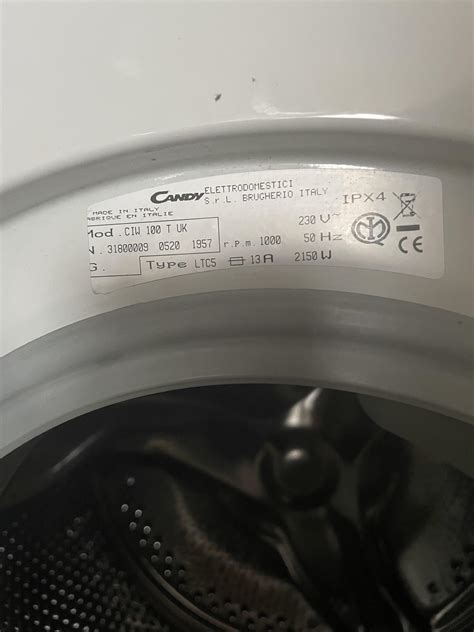 CANDY ELETTRODOMESTICI
S.r L. BRUGHERIO ITALY
IPX4
MADE IN ITALY
ABRIQUE EN ITALIE
Mod .CIW 100 T UK
230 V~
N . 31800009 0520 1957 r.p.m. 1000 50 Hz
G. Type LTC5 13 A 2150 W
CE